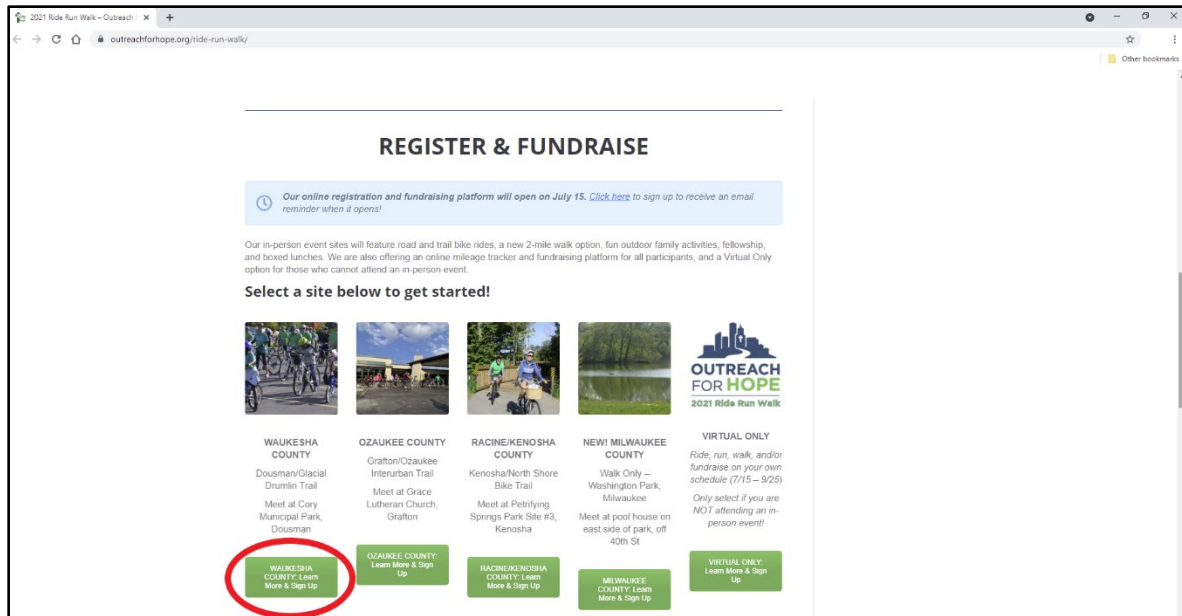 2021 Ride Run Walk – Outreach
outreachforhope.org/ride-run-walk/
Other bookmarks
REGISTER & FUNDRAISE
Our online registration and fundraising platform will open on July 15. Click here to sign up to receive an email
reminder when it opens!
Our in-person event sites will feature road and trail bike rides, a new 2-mile walk option, fun outdoor family activities, fellowship,
and boxed lunches. We are also offering an online mileage tracker and fundraising platform for all participants, and a Virtual Only
option for those who cannot attend an in-person event.
Select a site below to get started!
WAUKESHA
COUNTY
Dousman/Glacial
Drumlin Trail
Meet at Cory
Municipal Park,
Dousman
WAUKESHA
COUNTY: Learn
More & Sign Up
OZAUKEE COUNTY
Grafton/Ozaukee
Interurban Trail
Meet at Grace
Lutheran Church,
Grafton
OZAUKEE COUNTY:
Learn More & Sign
Up
RACINE/KENOSHA
COUNTY
Kenosha/North Shore
Bike Trail
Meet at Petrifying
Springs Park Site #3,
Kenosha
RACINE/KENOSHA
COUNTY: Learn
More & Sign Up
NEW! MILWAUKEE
COUNTY
Walk Only –
Washington Park,
Milwaukee
Meet at pool house on
east side of park, off
40th St
MILWAUKEE
COUNTY: Learn
More & Sign Up
OUTREACH
FOR HOPE
2021 Ride Run Walk
VIRTUAL ONLY
Ride, run, walk, and/or
fundraise on your own
schedule (7/15 – 9/25)
Only select if you are
NOT attending an in-
person event!
VIRTUAL ONLY:
Learn More & Sign
Up